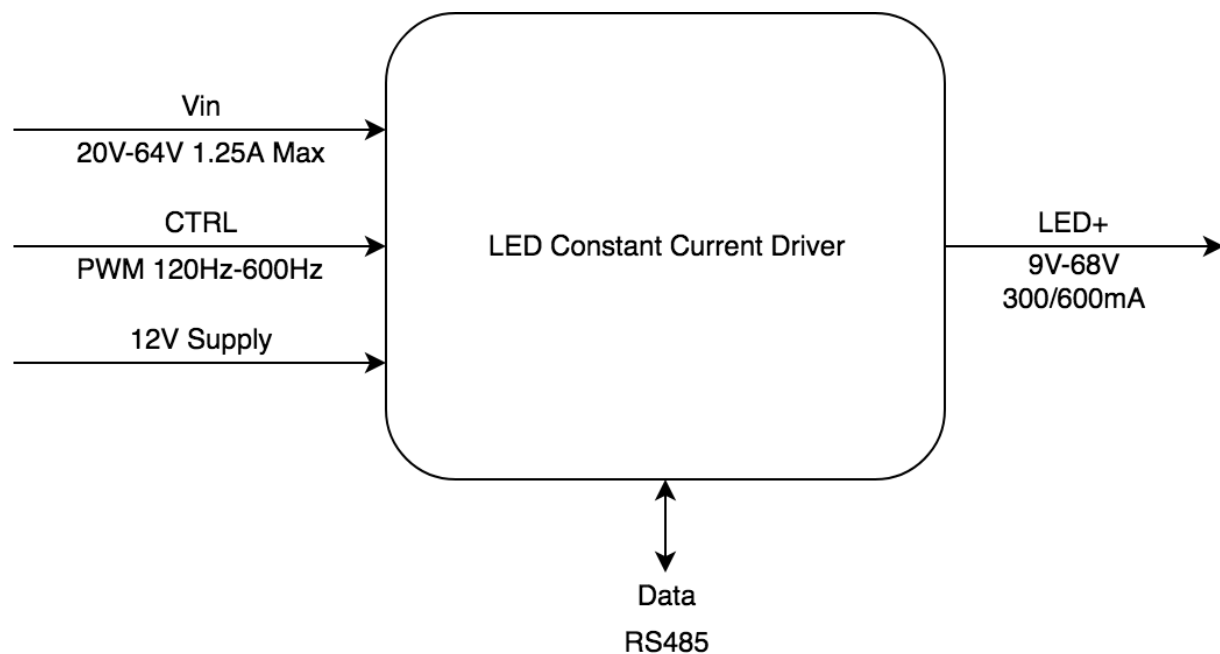 Vin
20V-64V 1.25A Max
CTRL
PWM 120Hz-600Hz
12V Supply
LED Constant Current Driver
LED+
9V-68V
300/600mA
Data
RS485